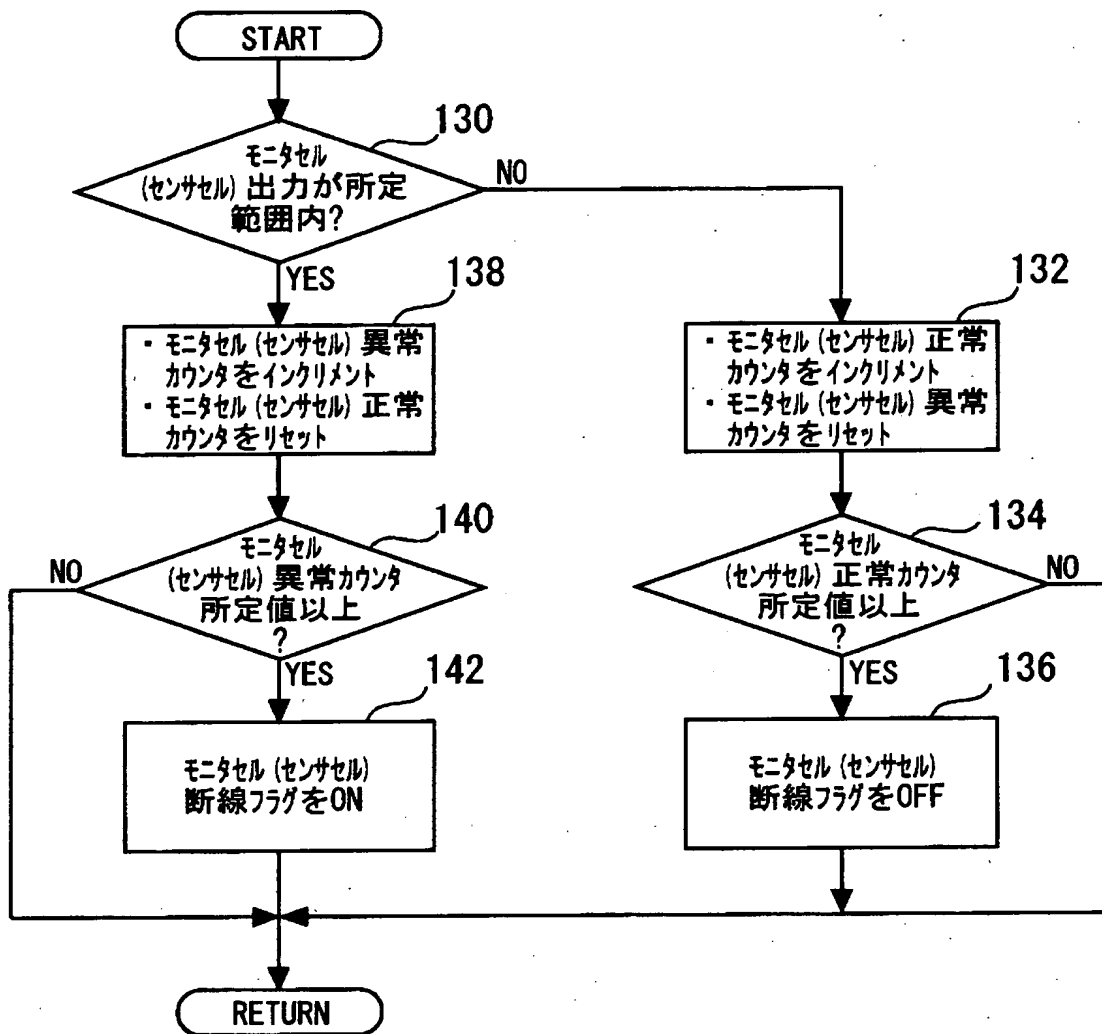 START
130
モニタセル
(センサセル) 出力が所定
範囲内?
NO
YES
138
・ モニタセル (センサセル) 異常
カウンタをインクリメント
・ モニタセル (センサセル) 正常
カウンタをリセット
132
・ モニタセル (センサセル) 正常
カウンタをインクリメント
・ モニタセル (センサセル) 異常
カウンタをリセット
140
モニタセル
(センサセル) 異常カウンタ
所定値以上
?
NO
YES
134
モニタセル
(センサセル) 正常カウンタ
所定値以上
?
NO
YES
142
モニタセル (センサセル)
断線フラグをON
136
モニタセル (センサセル)
断線フラグをOFF
RETURN